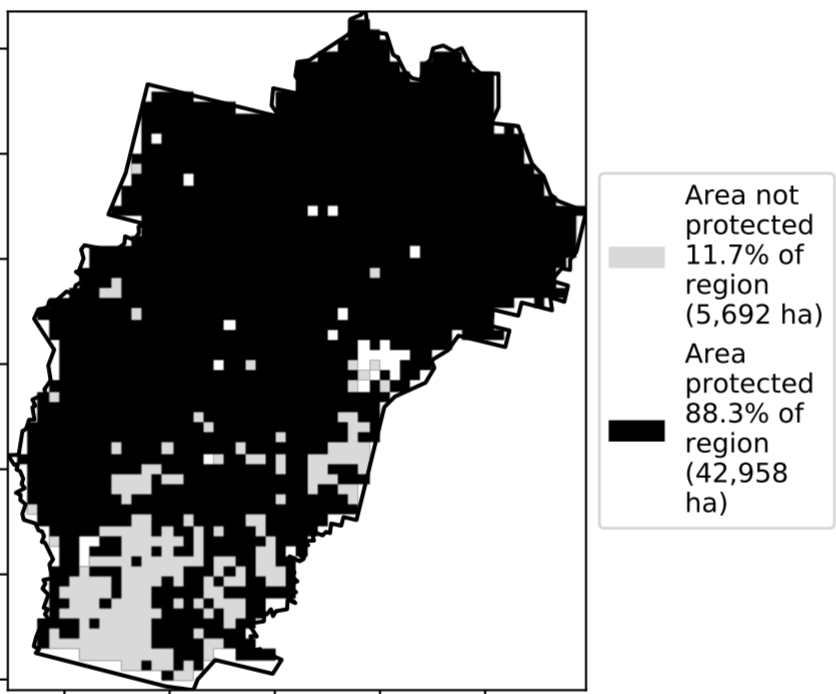 Area not
protected
11.7% of
region
(5,692 ha)
Area
protected
88.3% of
region
(42,958
ha)